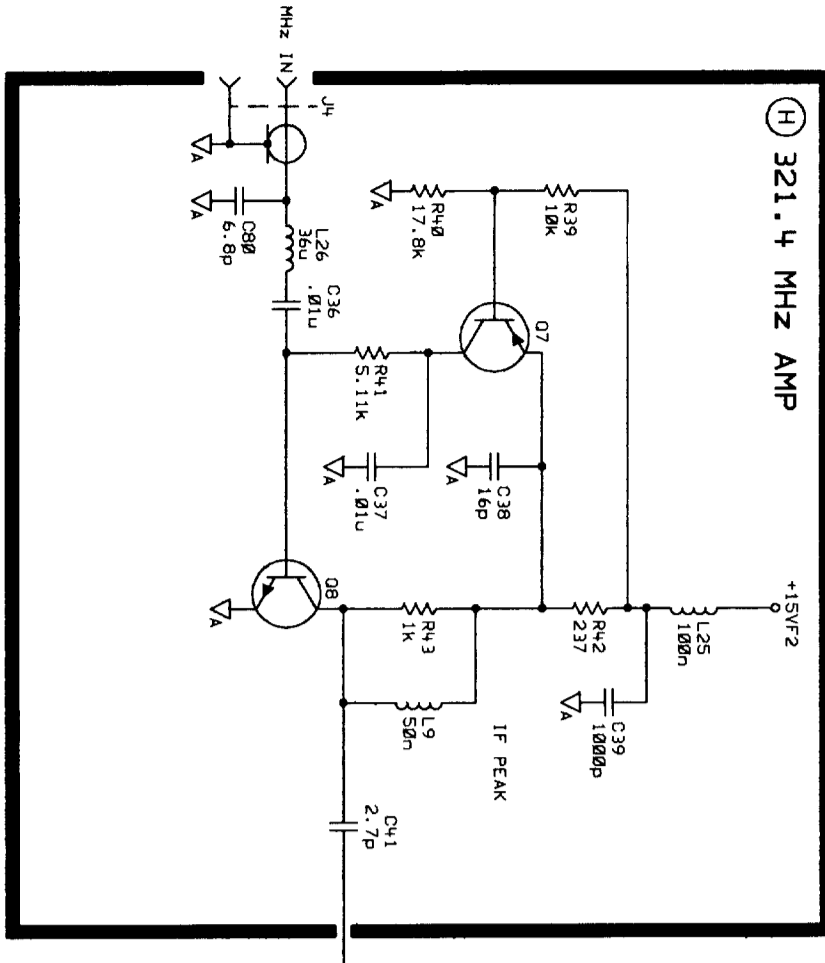 H 321.4 MHz AMP
+15VF2
L25
100n
C39
1000p
A
R39
10k
R42
237
Q7
IF PEAK
C38
16p
A
R40
17.8k
A
R43
1k
L9
50n
R41
5.11k
C37
.01u
A
C41
2.7p
Q8
A
J4
MHz IN
L26
36u
C36
.01u
C80
6.8p
A
A